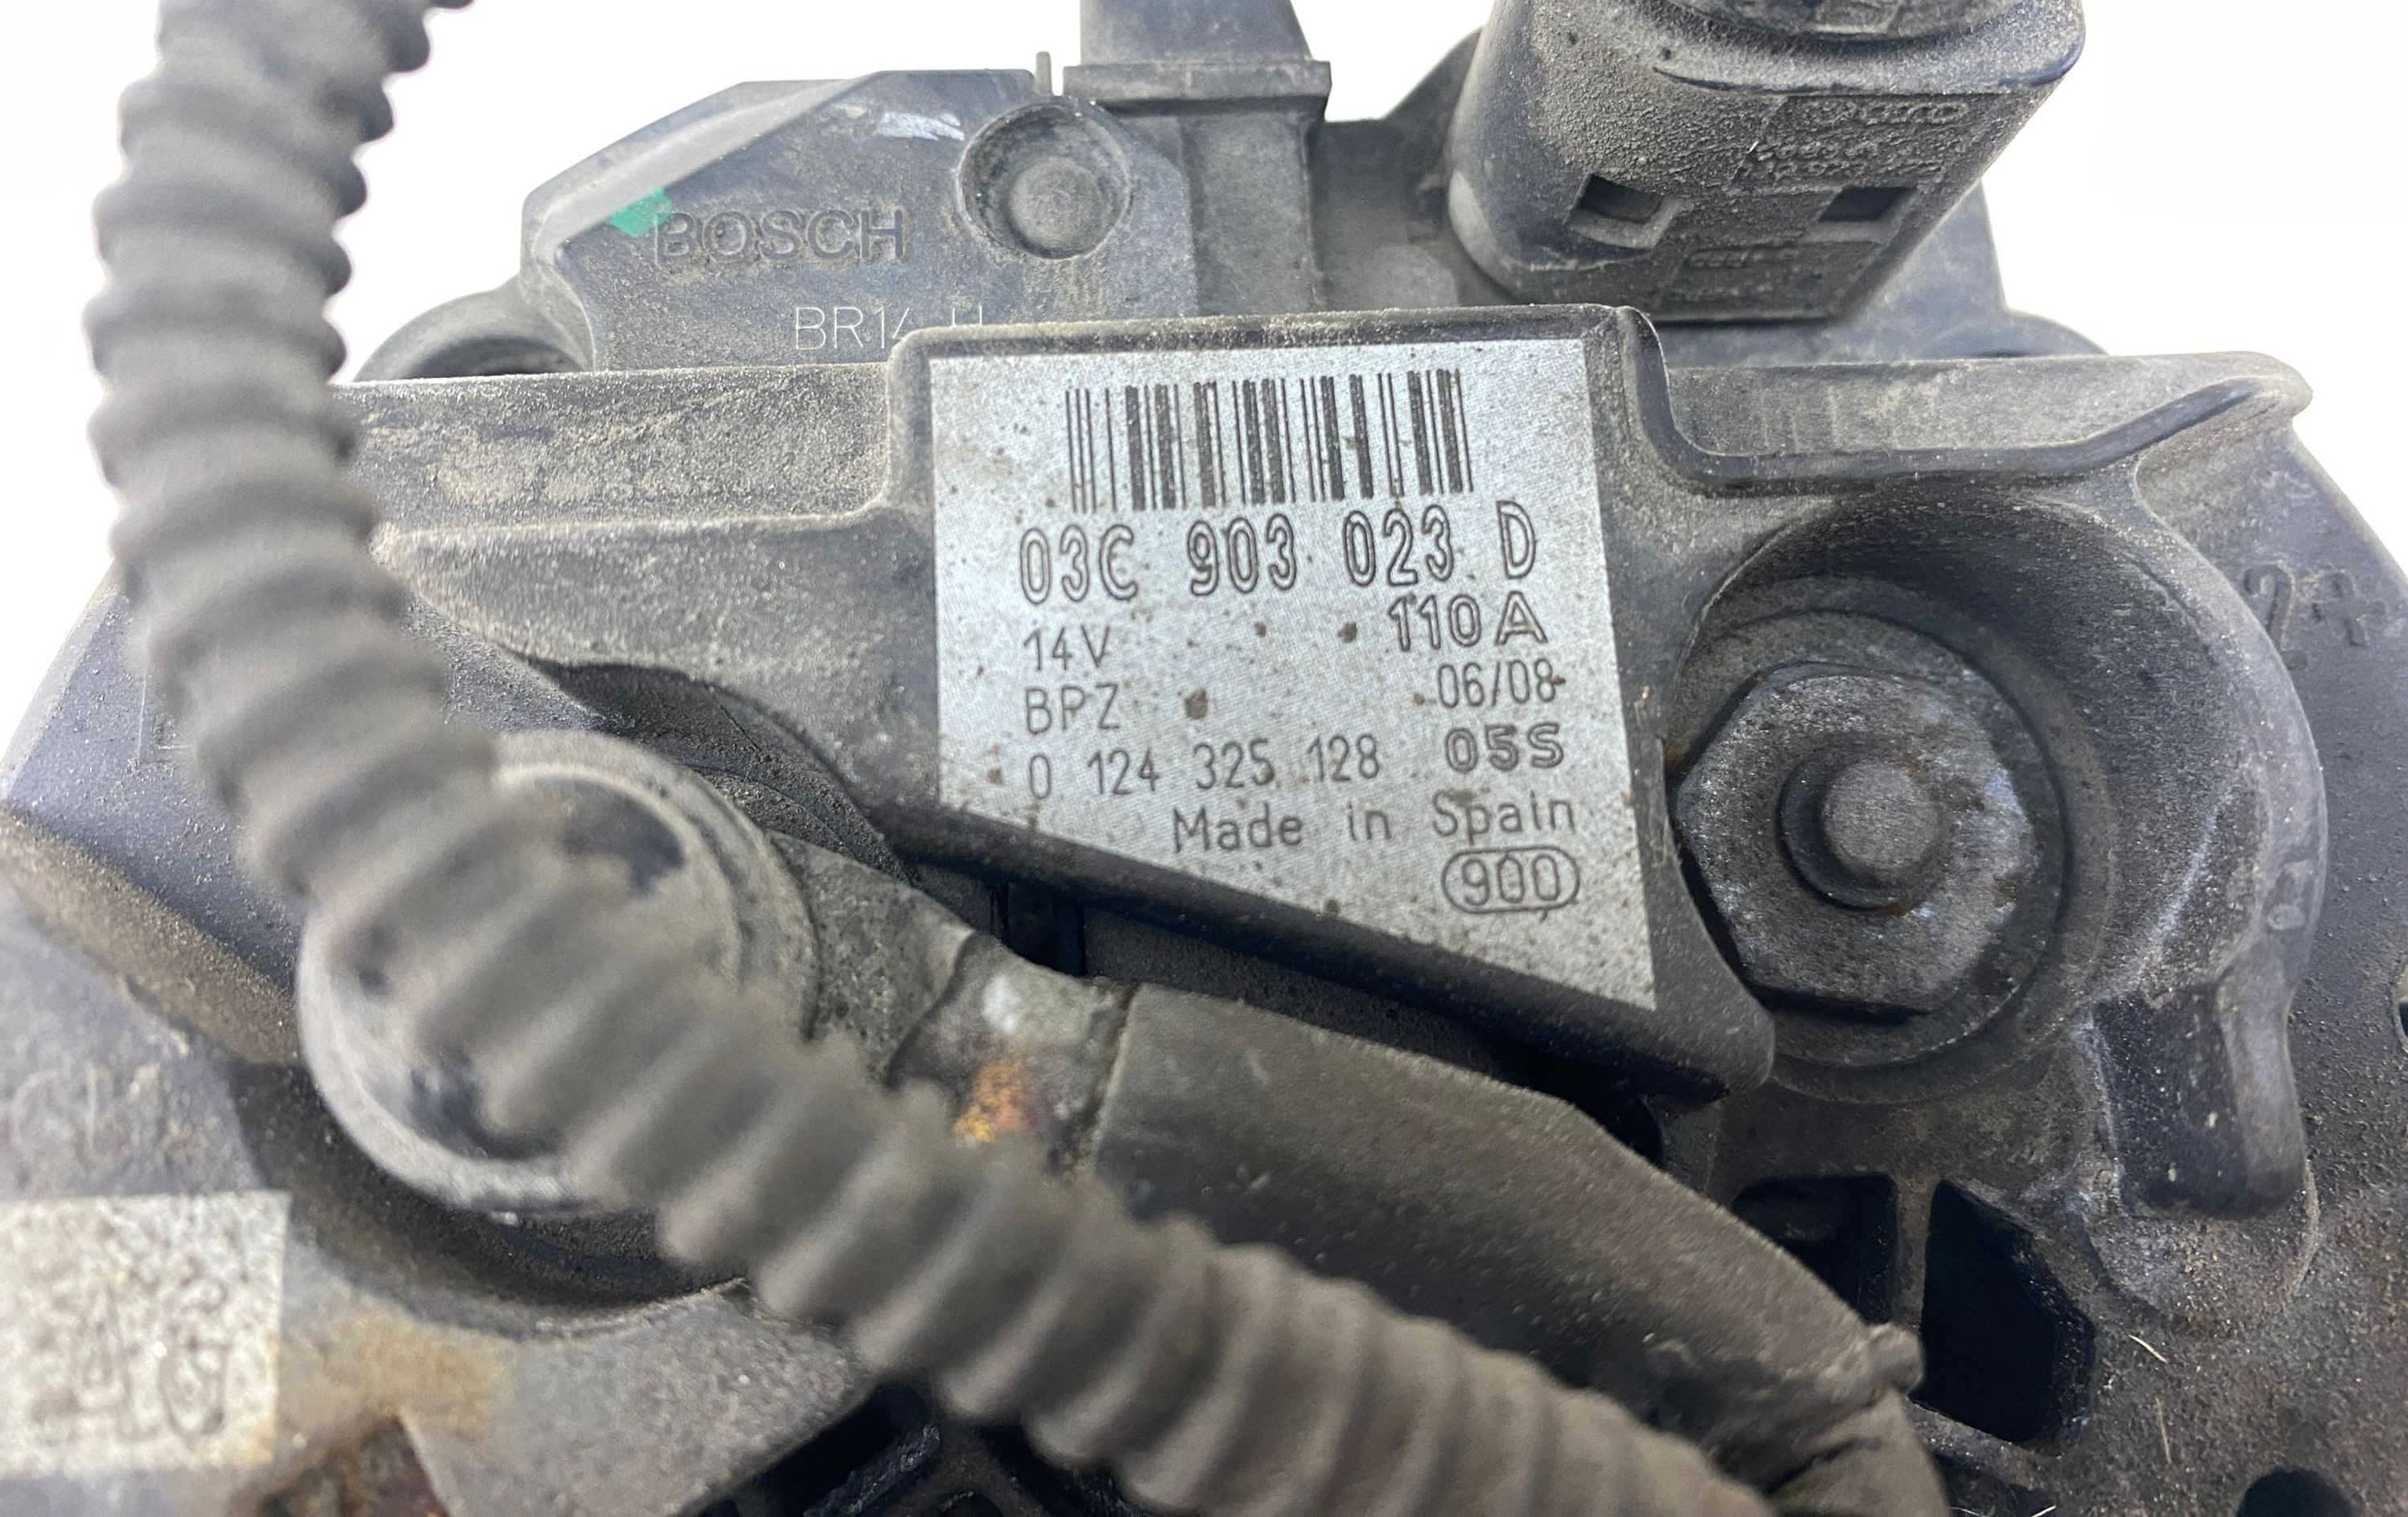 BOSCH
BR14
03C 903 023 D
14V 110A
BPZ 06/08
0 124 325 128 05S
Made in Spain
900